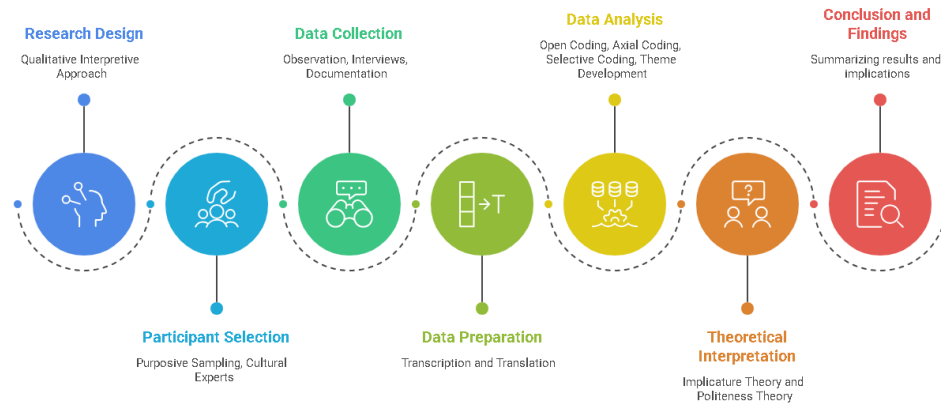 Research Design
Qualitative Interpretive
Approach
Participant Selection
Purposive Sampling, Cultural
Experts
Data Collection
Observation, Interviews,
Documentation
Data Preparation
Transcription and Translation
T
Data Analysis
Open Coding, Axial Coding,
Selective Coding, Theme
Development
Theoretical
Interpretation
Implicature Theory and
Politeness Theory
?
Conclusion and
Findings
Summarizing results and
implications